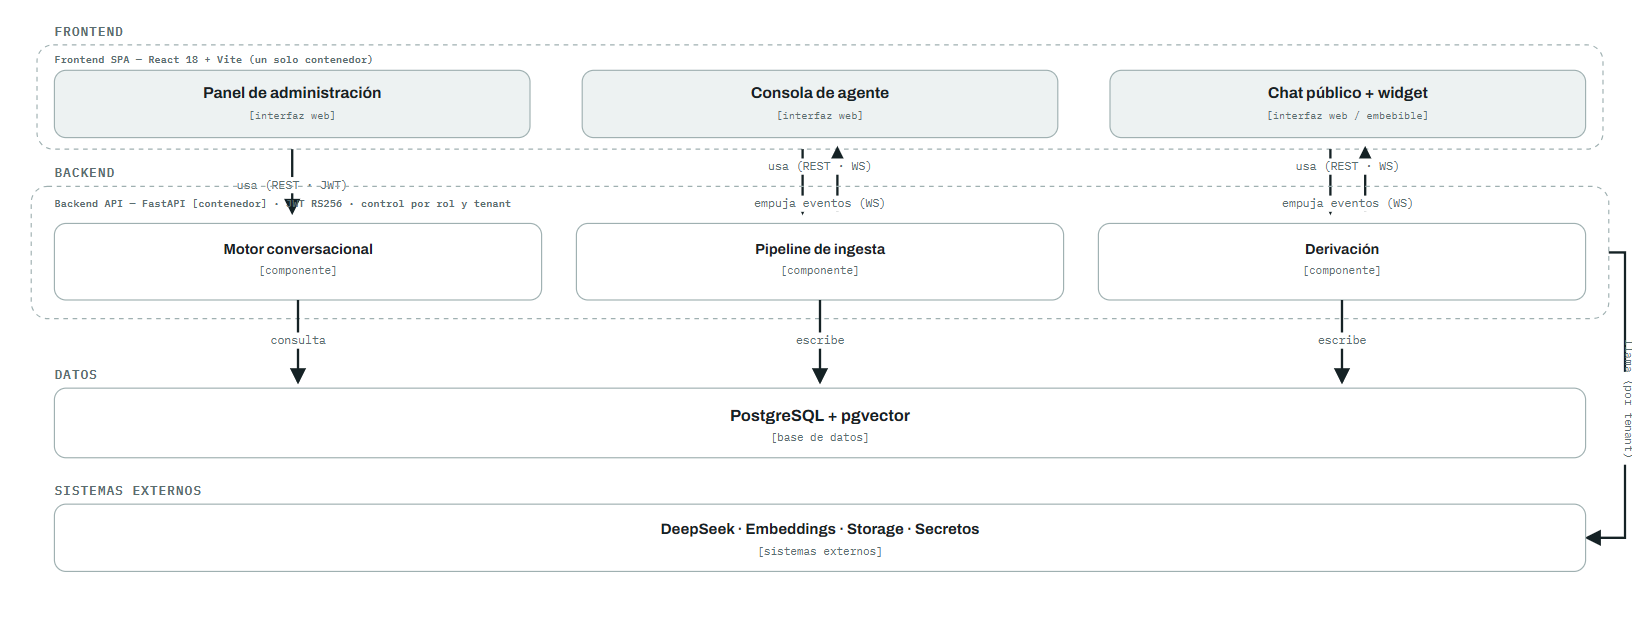 FRONTEND
Frontend SPA — React 18 + Vite (un solo contenedor)
Panel de administración
[interfaz web]
Consola de agente
[interfaz web]
Chat público + widget
[interfaz web / embebible]
usa (REST · JWT)
usa (REST · WS)
empuja eventos (WS)
usa (REST · WS)
empuja eventos (WS)
BACKEND
Backend API — FastAPI [contenedor] · JWT RS256 · control por rol y tenant
Motor conversacional
[componente]
Pipeline de ingesta
[componente]
Derivación
[componente]
consulta
escribe
escribe
llama (por tenant)
DATOS
PostgreSQL + pgvector
[base de datos]
SISTEMAS EXTERNOS
DeepSeek · Embeddings · Storage · Secretos
[sistemas externos]